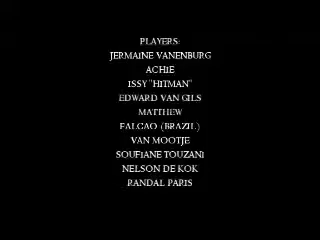 PLAYERS:
JERMAINE VANENBURG
ACHIE
ISSY "HITMAN"
EDWARD VAN GILS
MATTHEW
FALCAO (BRAZIL)
VAN MOOTJE
SOUFIANE TOUZANI
NELSON DE KOK
RANDAL PARIS